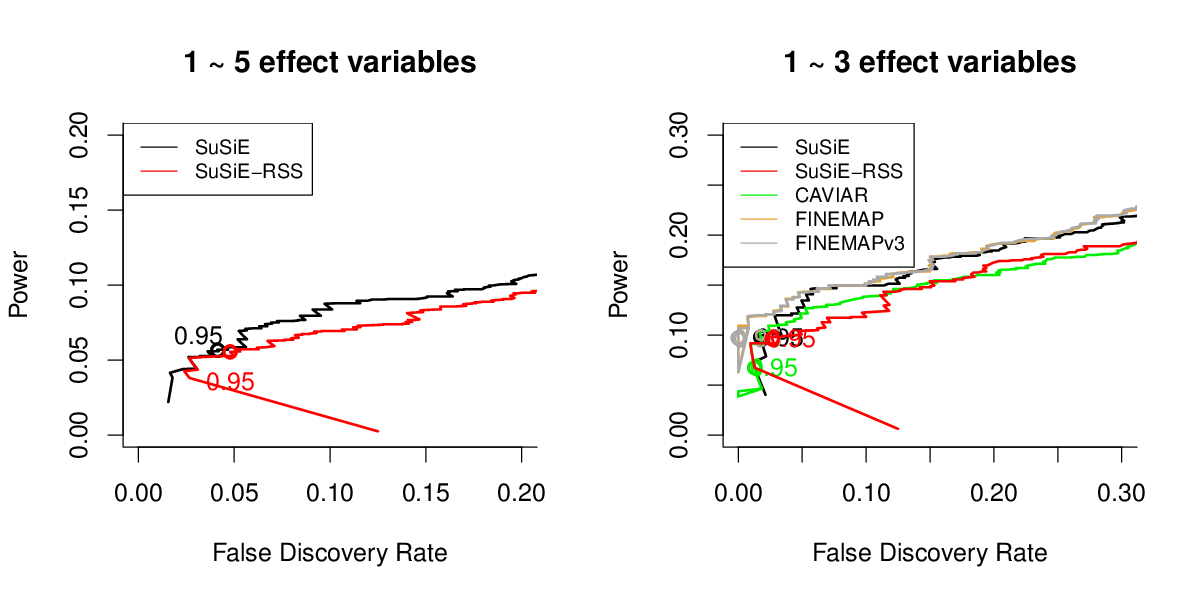 1 ~ 5 effect variables
Power
0.00 0.05 0.10 0.15 0.20
SuSiE
SuSiE−RSS
0.95
0.95
0.00 0.05 0.10 0.15 0.20
False Discovery Rate
1 ~ 3 effect variables
Power
0.00 0.10 0.20 0.30
SuSiE
SuSiE−RSS
CAVIAR
FINEMAP
FINEMAPv3
0.95
0.95
0.00 0.10 0.20 0.30
False Discovery Rate